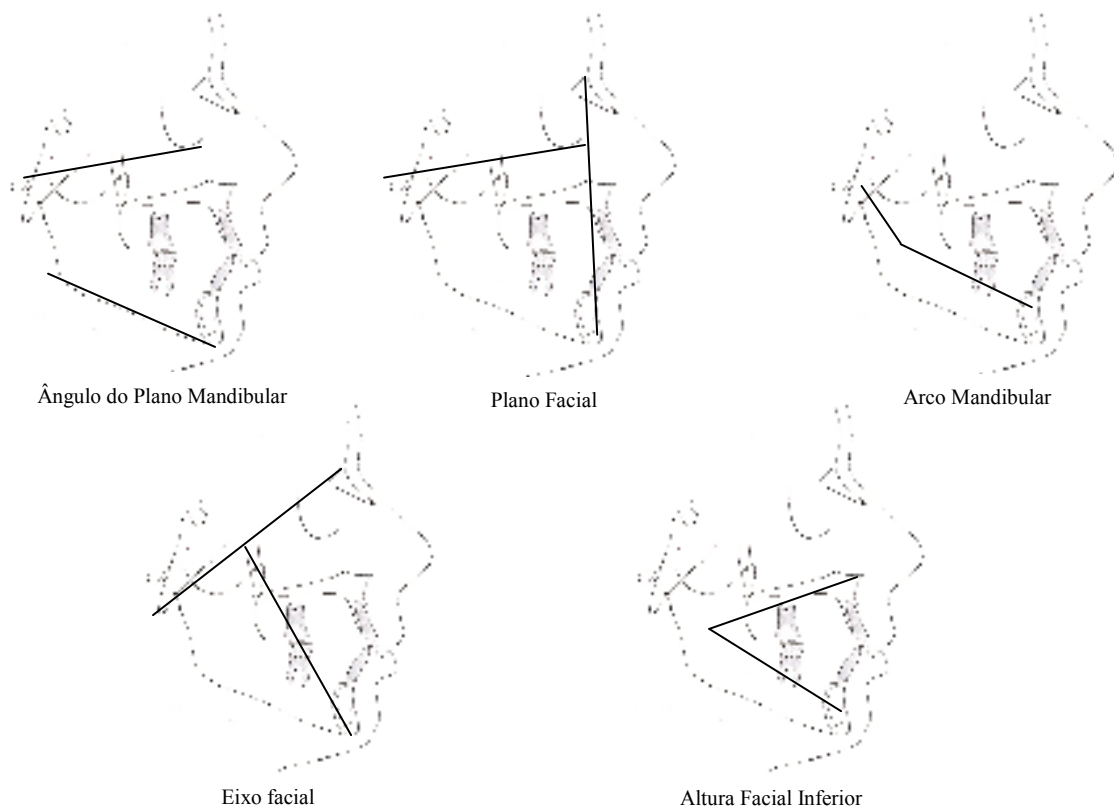 Ângulo do Plano Mandibular
Plano Facial
Arco Mandibular
Eixo facial
Altura Facial Inferior